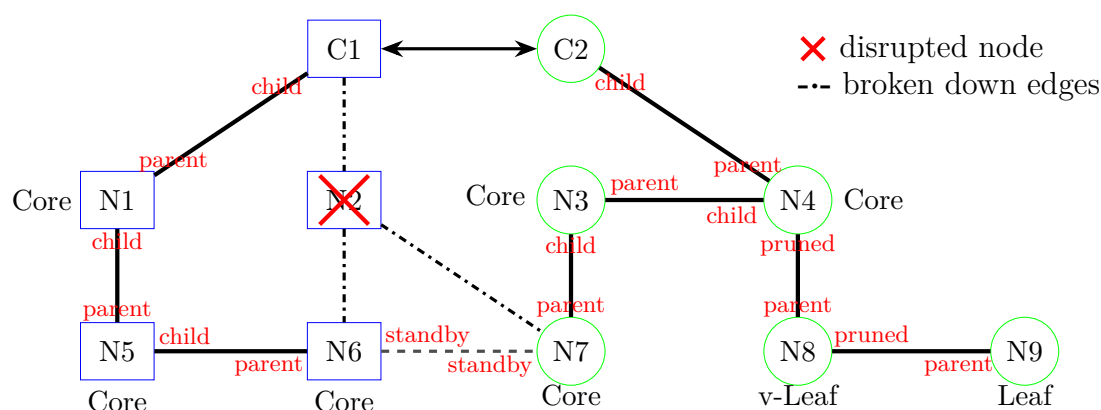 C1
C2
disrupted node
child
child
broken down edges
parent
parent
Core
N1
N2
Core
N3
parent
child
N4
Core
child
child
pruned
parent
parent
parent
N5
child
parent
N6
standby
standby
N7
N8
pruned
parent
N9
Core
Core
Core
v-Leaf
Leaf